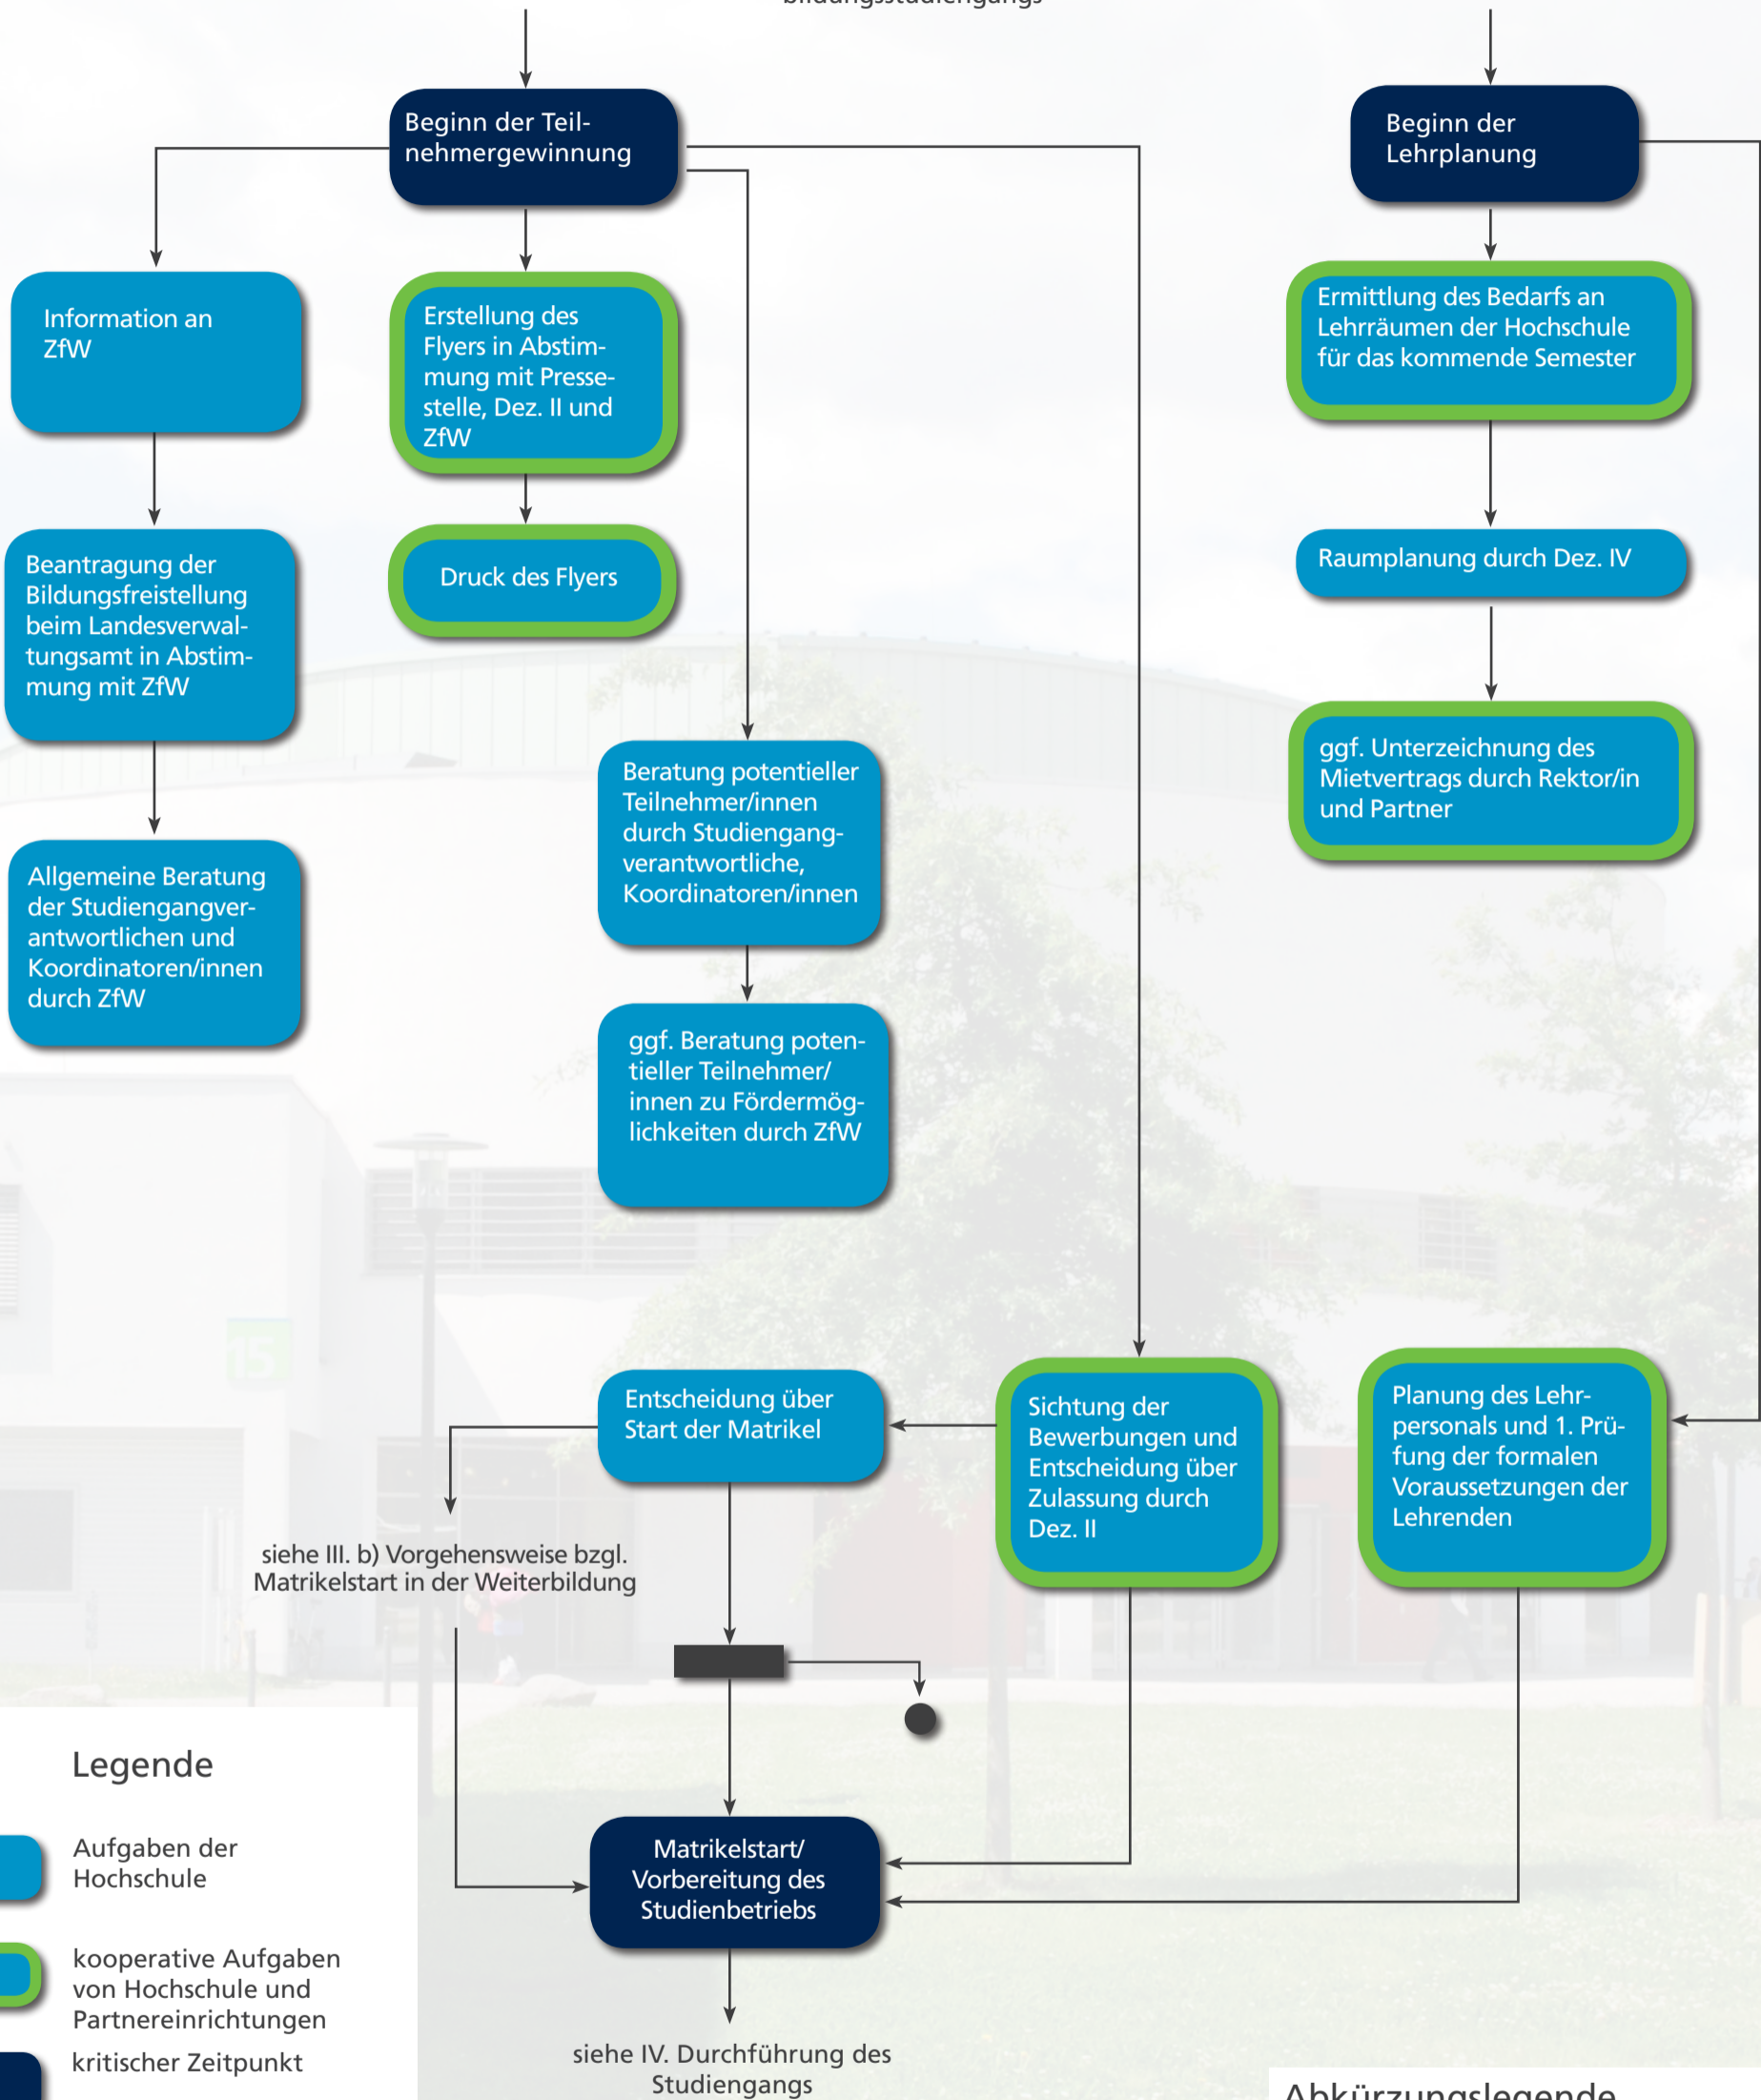 bildungsstudiengangs
Beginn der Teil-
nehmergewinnung
Beginn der
Lehrplanung
Information an
ZfW
Erstellung des
Flyers in Abstim-
mung mit Presse-
stelle, Dez. II und
ZfW
Ermittlung des Bedarfs an
Lehrräumen der Hochschule
für das kommende Semester
Beantragung der
Bildungsfreistellung
beim Landesverwal-
tungsamt in Abstim-
mung mit ZfW
Druck des Flyers
Raumplanung durch Dez. IV
ggf. Unterzeichnung des
Mietvertrags durch Rektor/in
und Partner
Beratung potentieller
Teilnehmer/innen
durch Studiengang-
verantwortliche,
Koordinatoren/innen
Allgemeine Beratung
der Studiengangver-
antwortlichen und
Koordinatoren/innen
durch ZfW
ggf. Beratung poten-
tieller Teilnehmer/
innen zu Fördermög-
lichkeiten durch ZfW
15
Entscheidung über
Start der Matrikel
Sichtung der
Bewerbungen und
Entscheidung über
Zulassung durch
Dez. II
Planung des Lehr-
personals und 1. Prü-
fung der formalen
Voraussetzungen der
Lehrenden
siehe III. b) Vorgehensweise bzgl.
Matrikelstart in der Weiterbildung
Matrikelstart/
Vorbereitung des
Studienbetriebs
siehe IV. Durchführung des
Studiengangs
Legende
Aufgaben der
Hochschule
kooperative Aufgaben
von Hochschule und
Partnereinrichtungen
kritischer Zeitpunkt
Abkürzungslegende